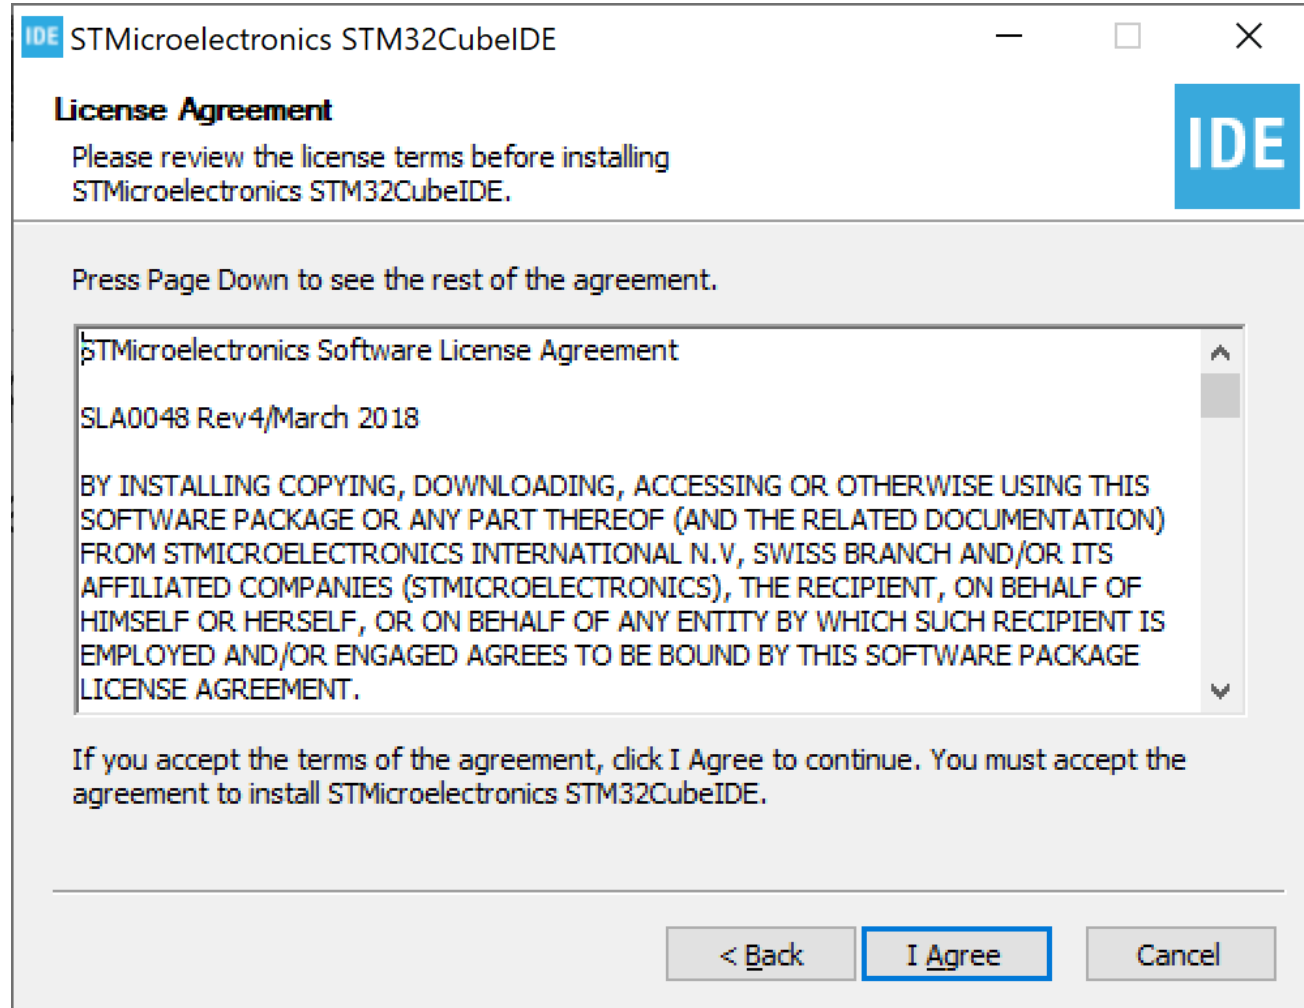 IDE STMicroelectronics STM32CubeIDE
License Agreement
IDE
Please review the license terms before installing
STMicroelectronics STM32CubeIDE.
Press Page Down to see the rest of the agreement.
STMicroelectronics Software License Agreement
SLA0048 Rev4/March 2018
BY INSTALLING COPYING, DOWNLOADING, ACCESSING OR OTHERWISE USING THIS
SOFTWARE PACKAGE OR ANY PART THEREOF (AND THE RELATED DOCUMENTATION)
FROM STMICROELECTRONICS INTERNATIONAL N.V, SWISS BRANCH AND/OR ITS
AFFILIATED COMPANIES (STMICROELECTRONICS), THE RECIPIENT, ON BEHALF OF
HIMSELF OR HERSELF, OR ON BEHALF OF ANY ENTITY BY WHICH SUCH RECIPIENT IS
EMPLOYED AND/OR ENGAGED AGREES TO BE BOUND BY THIS SOFTWARE PACKAGE
LICENSE AGREEMENT.
If you accept the terms of the agreement, click I Agree to continue. You must accept the
agreement to install STMicroelectronics STM32CubeIDE.
< Back I Agree Cancel